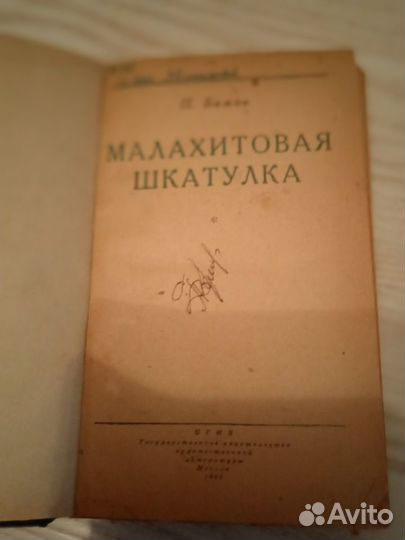 П. Бажов
МАЛАХИТОВАЯ
ШКАТУЛКА
*
ОГИЗ
Государственное издательство
художественной
литературы
Москва
Avito